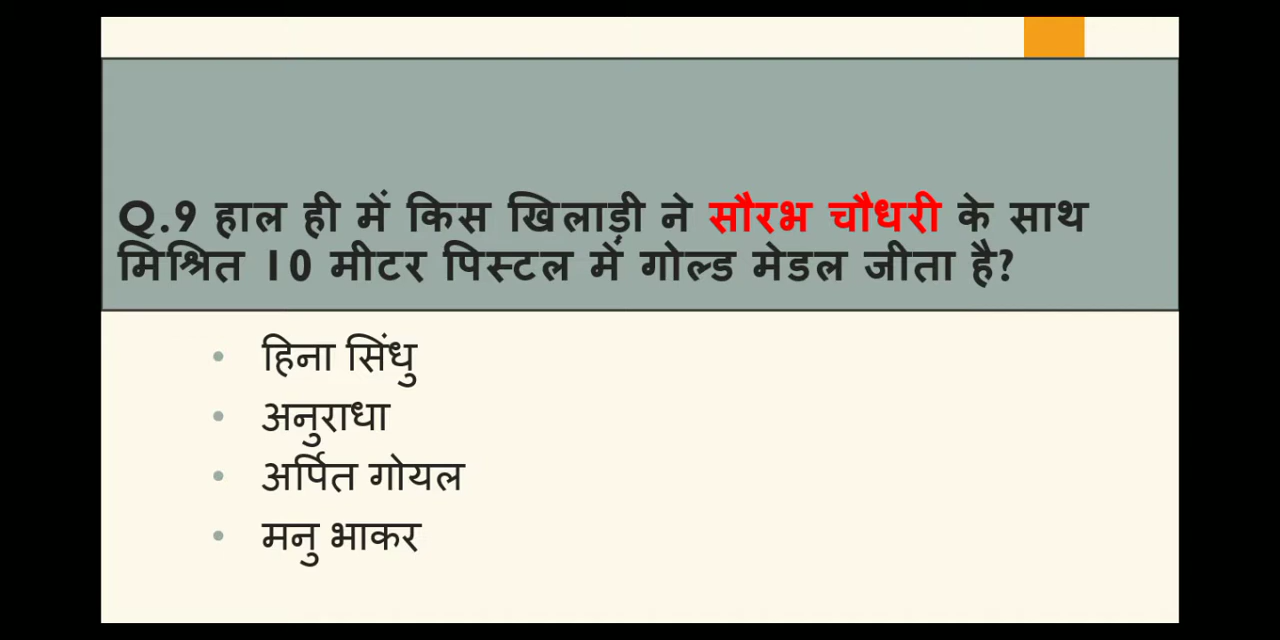 Q.9 हाल ही में किस खिलाड़ी ने सौरभ चौधरी के साथ
मिश्रित 10 मीटर पिस्टल में गोल्ड मेडल जीता है?
• हिना सिंधु
• अनुराधा
• अर्पित गोयल
• मनु भाकर